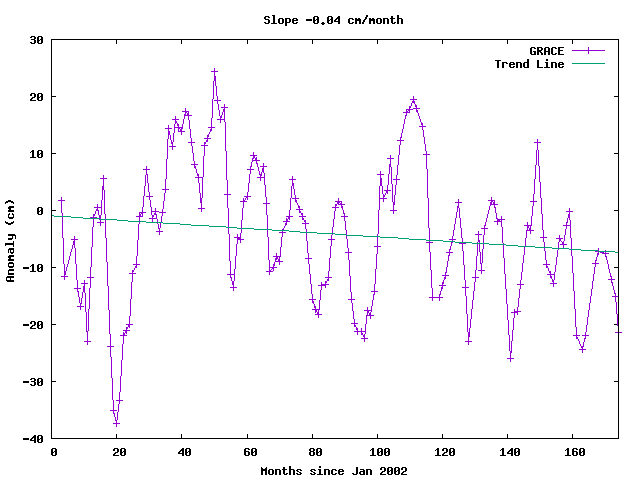 Slope -0.04 cm/month
30
20
10
0
-10
-20
-30
-40
Anomaly (cm)
GRACE
Trend Line
0 20 40 60 80 100 120 140 160
Months since Jan 2002